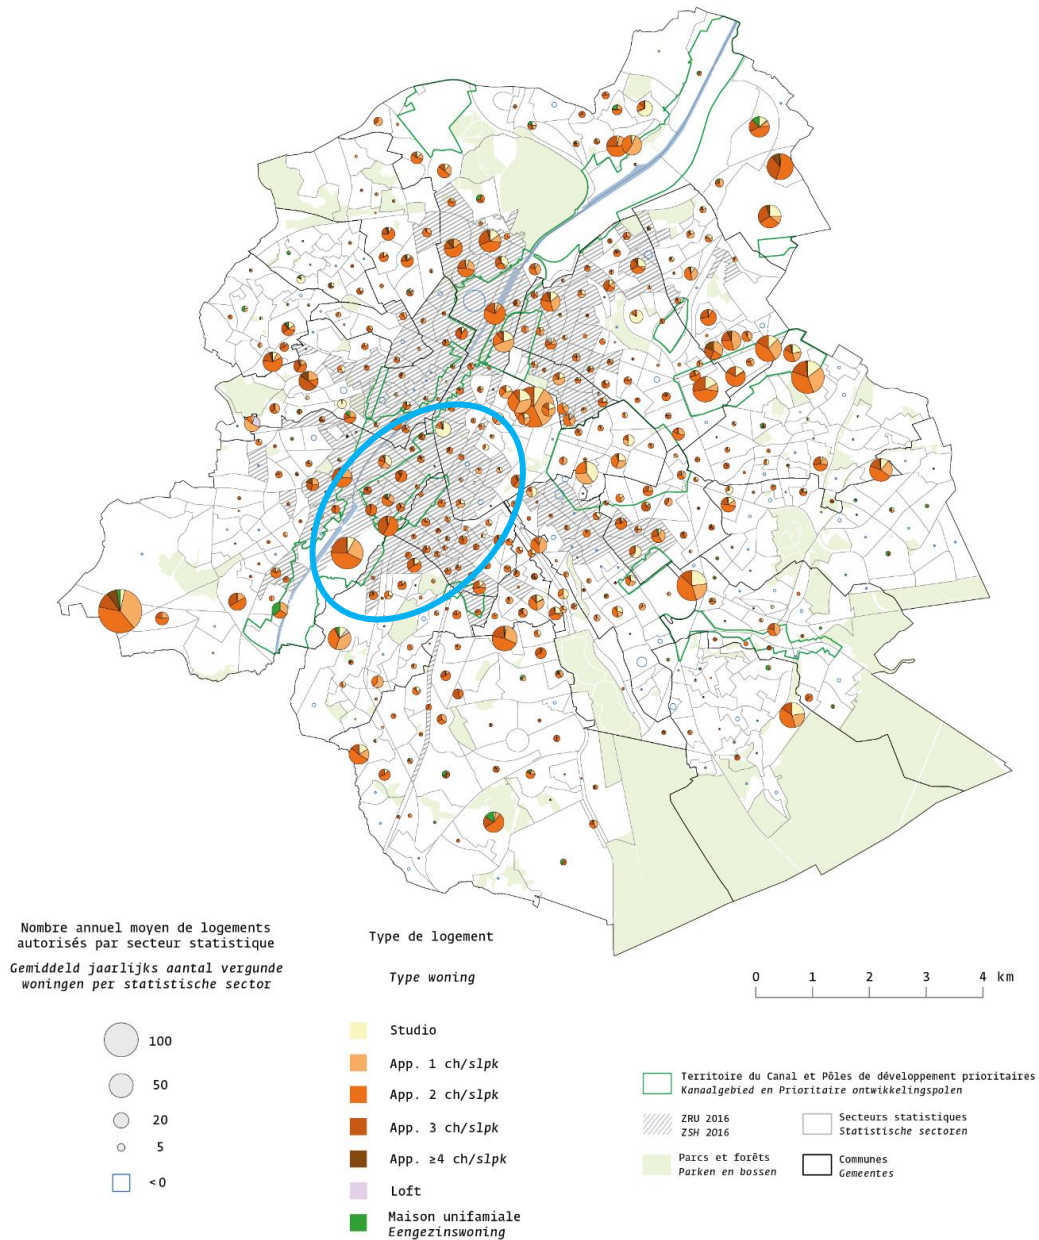 Nombre annuel moyen de logements
autorisés par secteur statistique
Gemiddeld jaarlijks aantal vergunde
woningen per statistische sector
100
50
20
5
<0
Type de logement
Type woning
Studio
App. 1 ch/slpk
App. 2 ch/slpk
App. 3 ch/slpk
App. ≥4 ch/slpk
Loft
Maison unifamiale
Eengezinswoning
0 1 2 3 4 km
Territoire du Canal et Pôles de développement prioritaires
Kanaalgebied en Prioritaire ontwikkelingspolen
ZRU 2016
ZSH 2016
Secteurs statistiques
Statistische sectoren
Parcs et forêts
Parken en bossen
Communes
Gemeentes